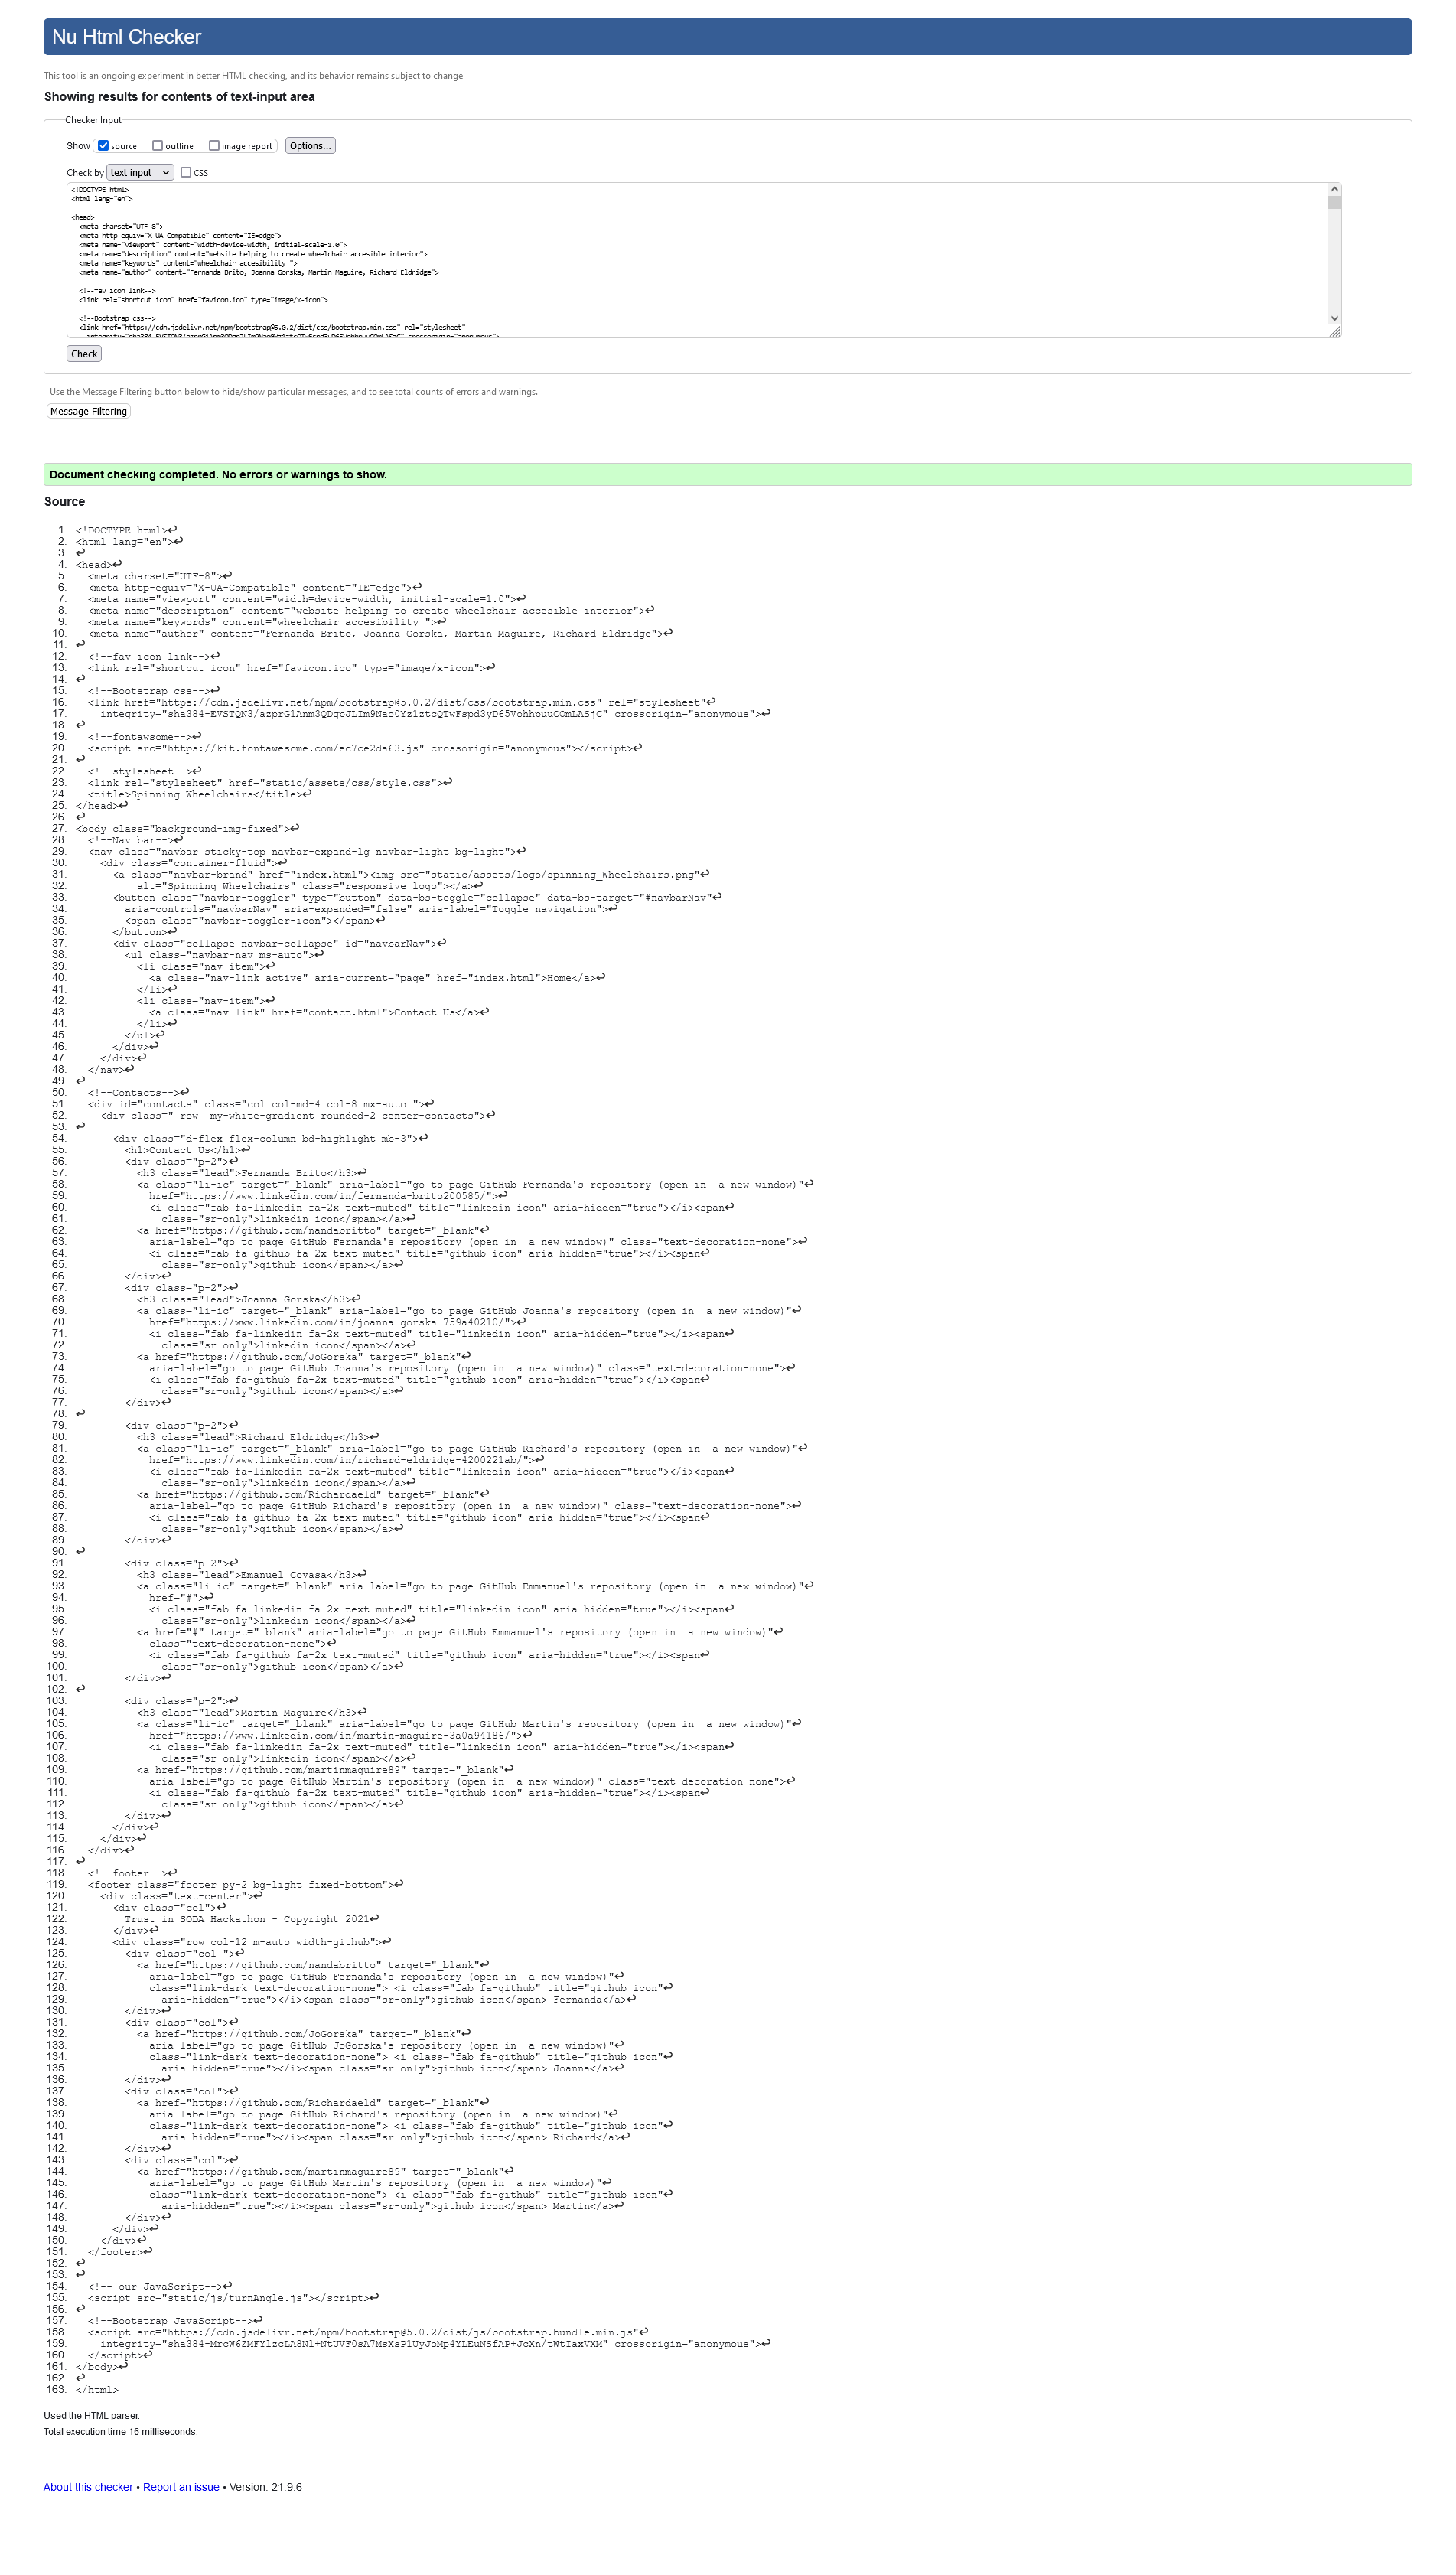 Nu Html Checker
This tool is an ongoing experiment in better HTML checking, and its behavior remains subject to change
Showing results for contents of text-input area
Checker Input
Show source outline image report Options...
Check by text input CSS
<!DOCTYPE html>
<html lang="en">
<head>
<meta charset="UTF-8">
<meta http-equiv="X-UA-Compatible" content="IE=edge">
<meta name="viewport" content="width=device-width, initial-scale=1.0">
<meta name="description" content="website helping to create wheelchair accesible interior">
<meta name="keywords" content="wheelchair accesibility ">
<meta name="author" content="Fernanda Brito, Joanna Gorska, Martin Maguire, Richard Eldridge">
<!--fav icon link-->
<link rel="shortcut icon" href="favicon.ico" type="image/x-icon">
<!--Bootstrap css-->
<link href="https://cdn.jsdelivr.net/npm/bootstrap@5.0.2/dist/css/bootstrap.min.css" rel="stylesheet"
Check
Use the Message Filtering button below to hide/show particular messages, and to see total counts of errors and warnings.
Message Filtering
Document checking completed. No errors or warnings to show.
Source
1. <!DOCTYPE html>↩
2. <html lang="en">↩
3. ↩
4. <head>↩
5. <meta charset="UTF-8">↩
6. <meta http-equiv="X-UA-Compatible" content="IE=edge">↩
7. <meta name="viewport" content="width=device-width, initial-scale=1.0">↩
8. <meta name="description" content="website helping to create wheelchair accesible interior">↩
9. <meta name="keywords" content="wheelchair accesibility ">↩
10. <meta name="author" content="Fernanda Brito, Joanna Gorska, Martin Maguire, Richard Eldridge">↩
11. ↩
12. <!--fav icon link-->↩
13. <link rel="shortcut icon" href="favicon.ico" type="image/x-icon">↩
14. ↩
15. <!--Bootstrap css-->↩
16. <link href="https://cdn.jsdelivr.net/npm/bootstrap@5.0.2/dist/css/bootstrap.min.css" rel="stylesheet"↩
17. integrity="sha384-EVSTQN3/azprG1Anm3QDgpJLIm9Nao0Yz1ztcQTwFspd3yD65VohhpuuCOmLASjC" crossorigin="anonymous">↩
18. ↩
19. <!--fontawsome-->↩
20. <script src="https://kit.fontawesome.com/ec7ce2da63.js" crossorigin="anonymous"></script>↩
21. ↩
22. <!--stylesheet-->↩
23. <link rel="stylesheet" href="static/assets/css/style.css">↩
24. <title>Spinning Wheelchairs</title>↩
25. </head>↩
26. ↩
27. <body class="background-img-fixed">↩
28. <!--Nav bar-->↩
29. <nav class="navbar sticky-top navbar-expand-lg navbar-light bg-light">↩
30. <div class="container-fluid">↩
31. <a class="navbar-brand" href="index.html"><img src="static/assets/logo/spinning_Wheelchairs.png"↩
32. alt="Spinning Wheelchairs" class="responsive logo"></a>↩
33. <button class="navbar-toggler" type="button" data-bs-toggle="collapse" data-bs-target="#navbarNav"↩
34. aria-controls="navbarNav" aria-expanded="false" aria-label="Toggle navigation">↩
35. <span class="navbar-toggler-icon"></span>↩
36. </button>↩
37. <div class="collapse navbar-collapse" id="navbarNav">↩
38. <ul class="navbar-nav ms-auto">↩
39. <li class="nav-item">↩
40. <a class="nav-link active" aria-current="page" href="index.html">Home</a>↩
41. </li>↩
42. <li class="nav-item">↩
43. <a class="nav-link" href="contact.html">Contact Us</a>↩
44. </li>↩
45. </ul>↩
46. </div>↩
47. </div>↩
48. </nav>↩
49. ↩
50. <!--Contacts-->↩
51. <div id="contacts" class="col col-md-4 col-8 mx-auto ">↩
52. <div class=" row  my-white-gradient rounded-2 center-contacts">↩
53. ↩
54. <div class="d-flex flex-column bd-highlight mb-3">↩
55. <h1>Contact Us</h1>↩
56. <div class="p-2">↩
57. <h3 class="lead">Fernanda Brito</h3>↩
58. <a class="li-ic" target="_blank" aria-label="go to page GitHub Fernanda's repository (open in  a new window)"↩
59. href="https://www.linkedin.com/in/fernanda-brito200585/">↩
60. <i class="fab fa-linkedin fa-2x text-muted" title="linkedin icon" aria-hidden="true"></i><span↩
61. class="sr-only">linkedin icon</span></a>↩
62. <a href="https://github.com/nandabritto" target="_blank"↩
63. aria-label="go to page GitHub Fernanda's repository (open in  a new window)" class="text-decoration-none">↩
64. <i class="fab fa-github fa-2x text-muted" title="github icon" aria-hidden="true"></i><span↩
65. class="sr-only">github icon</span></a>↩
66. </div>↩
67. <div class="p-2">↩
68. <h3 class="lead">Joanna Gorska</h3>↩
69. <a class="li-ic" target="_blank" aria-label="go to page GitHub Joanna's repository (open in  a new window)"↩
70. href="https://www.linkedin.com/in/joanna-gorska-759a40210/">↩
71. <i class="fab fa-linkedin fa-2x text-muted" title="linkedin icon" aria-hidden="true"></i><span↩
72. class="sr-only">linkedin icon</span></a>↩
73. <a href="https://github.com/JoGorska" target="_blank"↩
74. aria-label="go to page GitHub Joanna's repository (open in  a new window)" class="text-decoration-none">↩
75. <i class="fab fa-github fa-2x text-muted" title="github icon" aria-hidden="true"></i><span↩
76. class="sr-only">github icon</span></a>↩
77. </div>↩
78. ↩
79. <div class="p-2">↩
80. <h3 class="lead">Richard Eldridge</h3>↩
81. <a class="li-ic" target="_blank" aria-label="go to page GitHub Richard's repository (open in  a new window)"↩
82. href="https://www.linkedin.com/in/richard-eldridge-4200221ab/">↩
83. <i class="fab fa-linkedin fa-2x text-muted" title="linkedin icon" aria-hidden="true"></i><span↩
84. class="sr-only">linkedin icon</span></a>↩
85. <a href="https://github.com/Richardaeld" target="_blank"↩
86. aria-label="go to page GitHub Richard's repository (open in  a new window)" class="text-decoration-none">↩
87. <i class="fab fa-github fa-2x text-muted" title="github icon" aria-hidden="true"></i><span↩
88. class="sr-only">github icon</span></a>↩
89. </div>↩
90. ↩
91. <div class="p-2">↩
92. <h3 class="lead">Emanuel Covasa</h3>↩
93. <a class="li-ic" target="_blank" aria-label="go to page GitHub Emmanuel's repository (open in  a new window)"↩
94. href="#">↩
95. <i class="fab fa-linkedin fa-2x text-muted" title="linkedin icon" aria-hidden="true"></i><span↩
96. class="sr-only">linkedin icon</span></a>↩
97. <a href="#" target="_blank" aria-label="go to page GitHub Emmanuel's repository (open in  a new window)"↩
98. class="text-decoration-none">↩
99. <i class="fab fa-github fa-2x text-muted" title="github icon" aria-hidden="true"></i><span↩
100. class="sr-only">github icon</span></a>↩
101. </div>↩
102. ↩
103. <div class="p-2">↩
104. <h3 class="lead">Martin Maguire</h3>↩
105. <a class="li-ic" target="_blank" aria-label="go to page GitHub Martin's repository (open in  a new window)"↩
106. href="https://www.linkedin.com/in/martin-maguire-3a0a94186/">↩
107. <i class="fab fa-linkedin fa-2x text-muted" title="linkedin icon" aria-hidden="true"></i><span↩
108. class="sr-only">linkedin icon</span></a>↩
109. <a href="https://github.com/martinmaguire89" target="_blank"↩
110. aria-label="go to page GitHub Martin's repository (open in  a new window)" class="text-decoration-none">↩
111. <i class="fab fa-github fa-2x text-muted" title="github icon" aria-hidden="true"></i><span↩
112. class="sr-only">github icon</span></a>↩
113. </div>↩
114. </div>↩
115. </div>↩
116. </div>↩
117. ↩
118. <!--footer-->↩
119. <footer class="footer py-2 bg-light fixed-bottom">↩
120. <div class="text-center">↩
121. <div class="col">↩
122. Trust in SODA Hackathon - Copyright 2021↩
123. </div>↩
124. <div class="row col-12 m-auto width-github">↩
125. <div class="col ">↩
126. <a href="https://github.com/nandabritto" target="_blank"↩
127. aria-label="go to page GitHub Fernanda's repository (open in  a new window)"↩
128. class="link-dark text-decoration-none"> <i class="fab fa-github" title="github icon"↩
129. aria-hidden="true"></i><span class="sr-only">github icon</span> Fernanda</a>↩
130. </div>↩
131. <div class="col">↩
132. <a href="https://github.com/JoGorska" target="_blank"↩
133. aria-label="go to page GitHub JoGorska's repository (open in  a new window)"↩
134. class="link-dark text-decoration-none"> <i class="fab fa-github" title="github icon"↩
135. aria-hidden="true"></i><span class="sr-only">github icon</span> Joanna</a>↩
136. </div>↩
137. <div class="col">↩
138. <a href="https://github.com/Richardaeld" target="_blank"↩
139. aria-label="go to page GitHub Richard's repository (open in  a new window)"↩
140. class="link-dark text-decoration-none"> <i class="fab fa-github" title="github icon"↩
141. aria-hidden="true"></i><span class="sr-only">github icon</span> Richard</a>↩
142. </div>↩
143. <div class="col">↩
144. <a href="https://github.com/martinmaguire89" target="_blank"↩
145. aria-label="go to page GitHub Martin's repository (open in  a new window)"↩
146. class="link-dark text-decoration-none"> <i class="fab fa-github" title="github icon"↩
147. aria-hidden="true"></i><span class="sr-only">github icon</span> Martin</a>↩
148. </div>↩
149. </div>↩
150. </div>↩
151. </footer>↩
152. ↩
153. ↩
154. <!-- our JavaScript-->↩
155. <script src="static/js/turnAngle.js"></script>↩
156. ↩
157. <!--Bootstrap JavaScript-->↩
158. <script src="https://cdn.jsdelivr.net/npm/bootstrap@5.0.2/dist/js/bootstrap.bundle.min.js"↩
159. integrity="sha384-MrcW6ZMFYlzcLA8Nl+NtUVF0sA7MsXsP1UyJoMp4YLEuNSfAP+JcXn/tWtIaxVXM" crossorigin="anonymous">↩
160. </script>↩
161. </body>↩
162. ↩
163. </html>
Used the HTML parser.
Total execution time 16 milliseconds.
About this checker • Report an issue • Version: 21.9.6